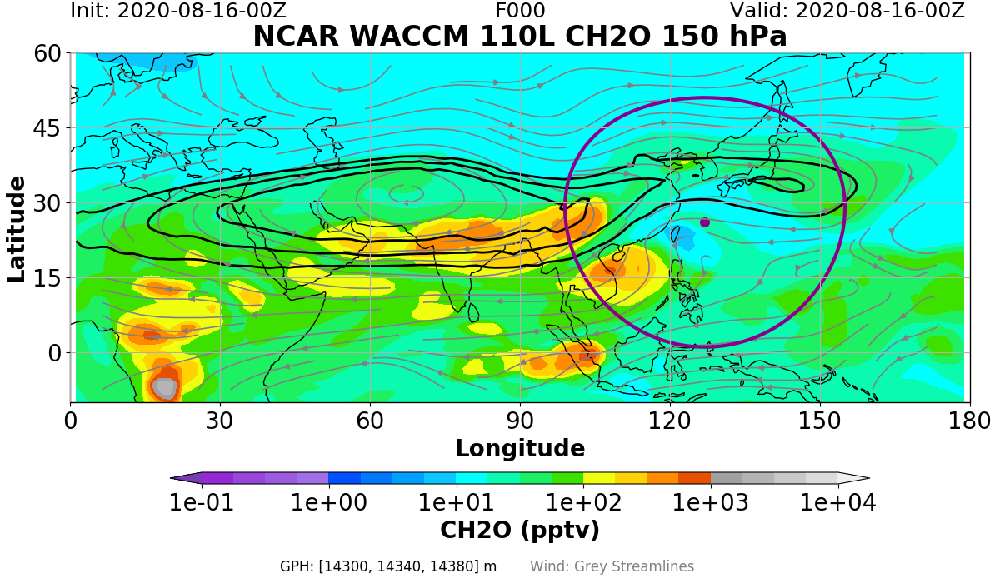 Init: 2020-08-16-00Z F000 Valid: 2020-08-16-00Z
NCAR WACCM 110L CH2O 150 hPa
60
45
30
15
0
Latitude
0 30 60 90 120 150 180
Longitude
1e-01 1e+00 1e+01 1e+02 1e+03 1e+04
CH2O (pptv)
GPH: [14300, 14340, 14380] m Wind: Grey Streamlines